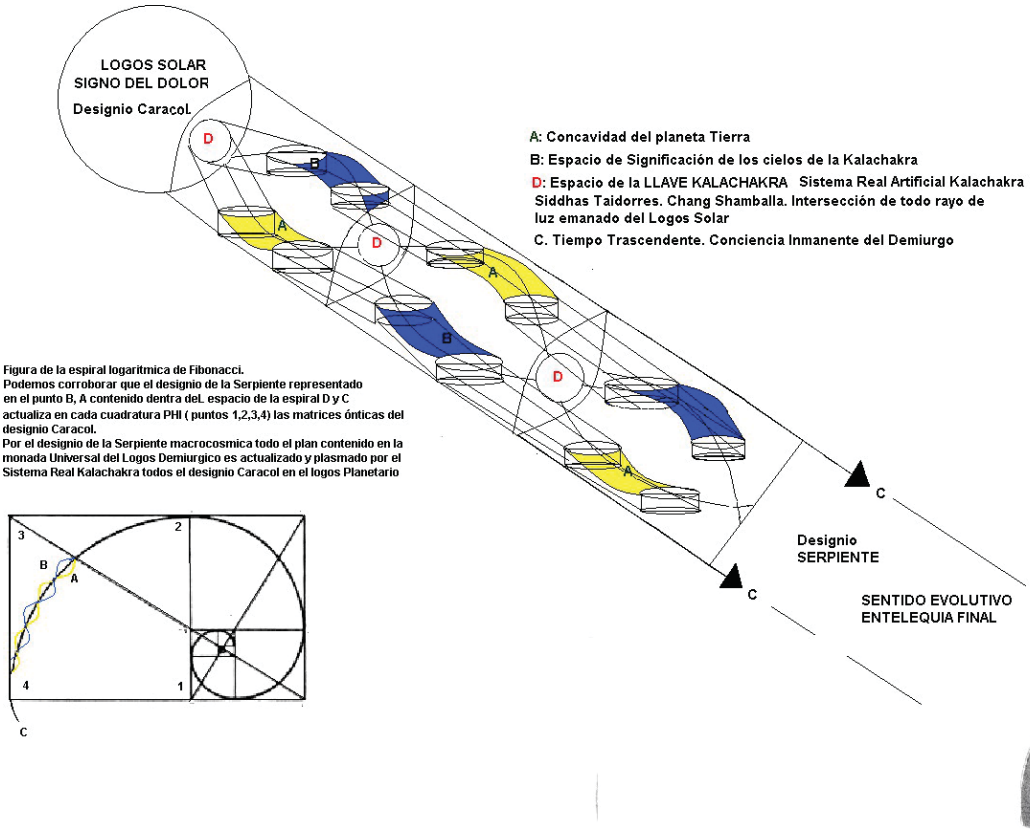 LOGOS SOLAR
SIGNO DEL DOLOR
Designio Caracol.
D
B
A
D
A
B
D
A
A: Concavidad del planeta Tierra
B: Espacio de Significación de los cielos de la Kalachakra
D: Espacio de la LLAVE KALACHAKRA Sistema Real Artificial Kalachakra
Siddhas Taidorres. Chang Shamballa. Intersección de todo rayo de
luz emanado del Logos Solar
C. Tiempo Trascendente. Conciencia Inmanente del Demiurgo
Figura de la espiral logaritmica de Fibonacci.
Podemos corroborar que el designio de la Serpiente representado
en el punto B, A contenido dentra deL espacio de la espiral D y C
actualiza en cada cuadratura PHI ( puntos 1,2,3,4) las matrices ónticas del
designio Caracol.
Por el designio de la Serpiente macrocosmica todo el plan contenido en la
monada Universal del Logos Demiurgico es actualizado y plasmado por el
Sistema Real Kalachakra todos el designio Caracol en el logos Planetario
C
C
Designio
SERPIENTE
SENTIDO EVOLUTIVO
ENTELEQUIA FINAL
3
2
B
A
4
1
C